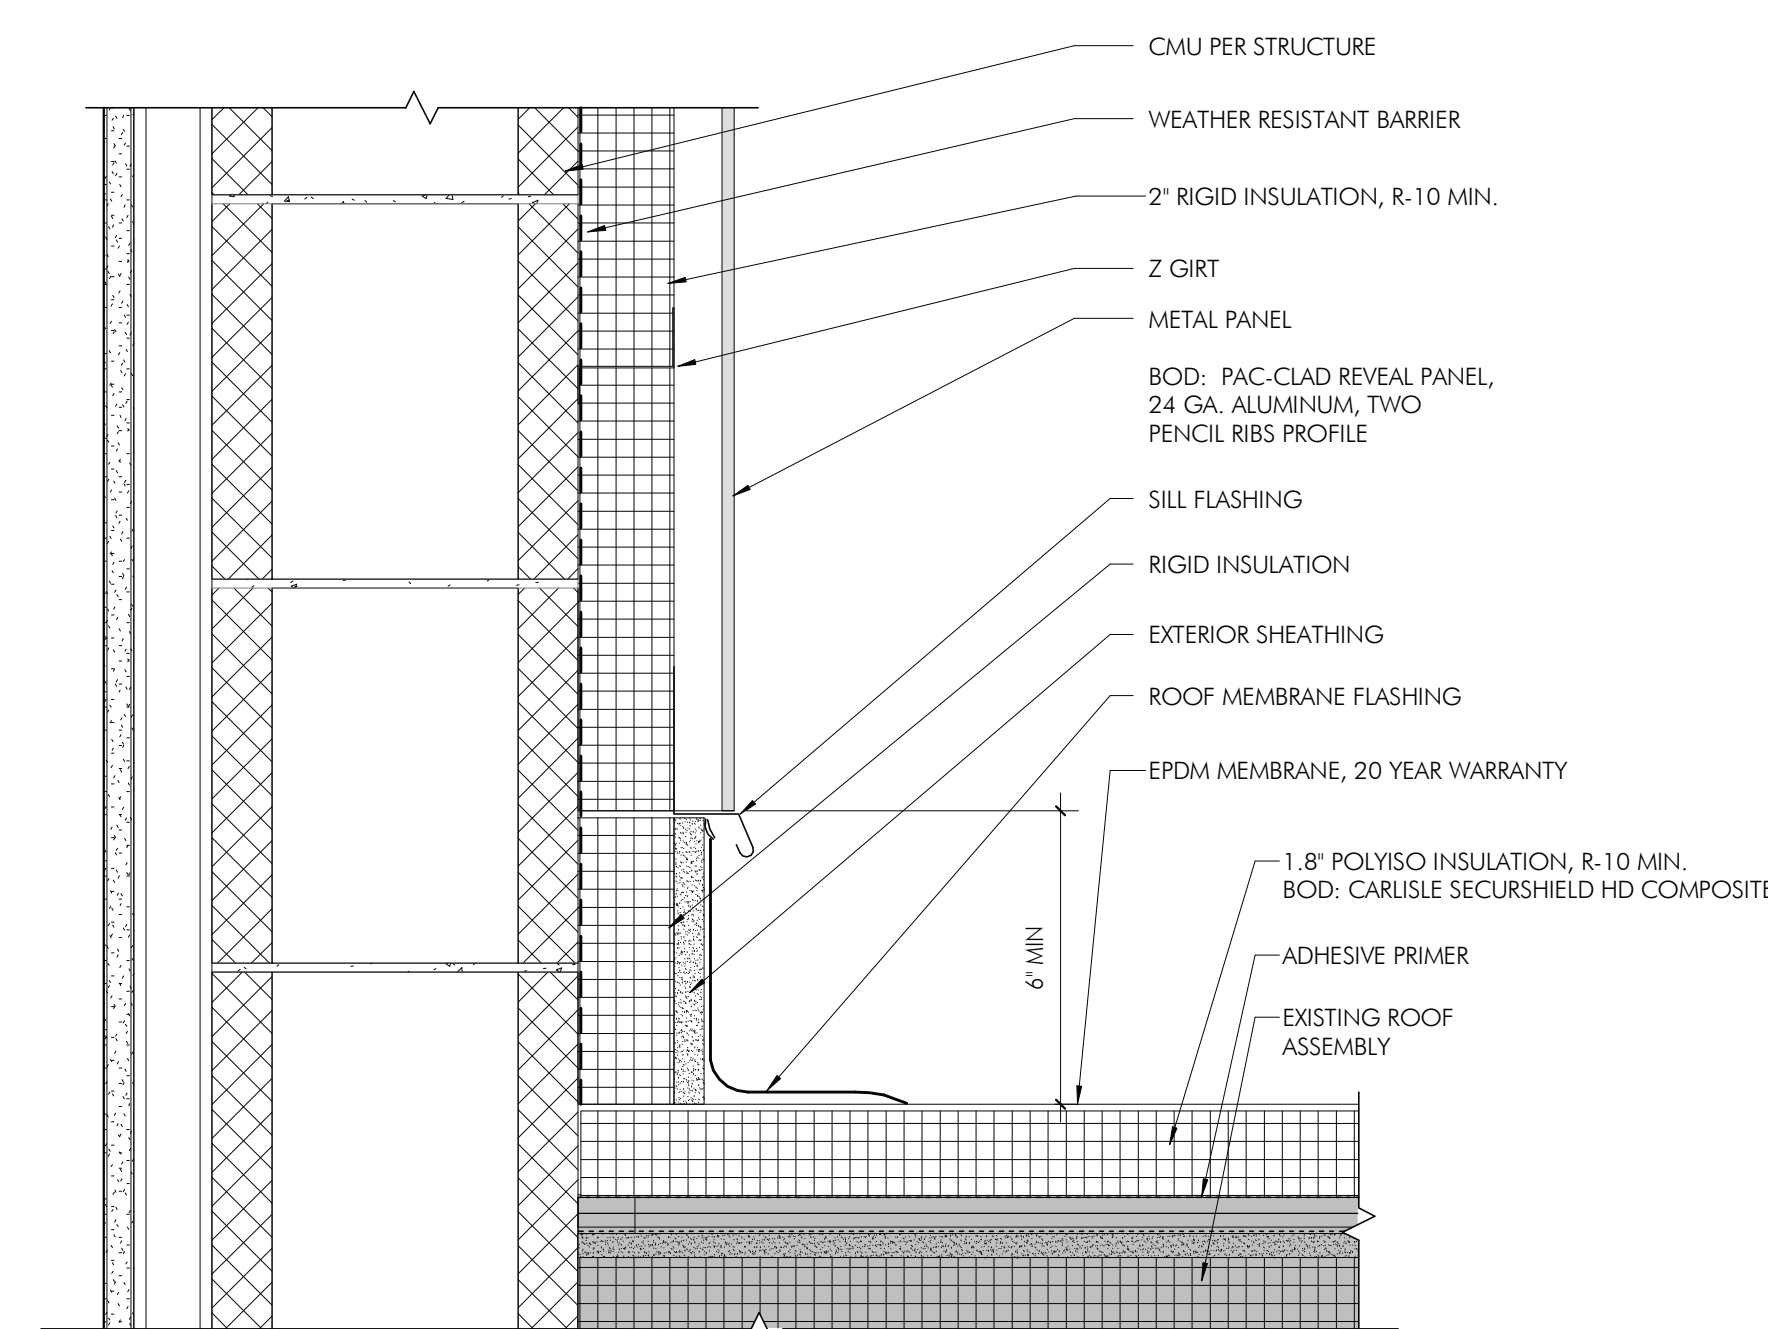 CMU PER STRUCTURE
WEATHER RESISTANT BARRIER
2" RIGID INSULATION, R-10 MIN.
Z GIRT
METAL PANEL
BOD: PAC-CLAD REVEAL PANEL,
24 GA. ALUMINUM, TWO
PENCIL RIBS PROFILE
SILL FLASHING
RIGID INSULATION
EXTERIOR SHEATHING
ROOF MEMBRANE FLASHING
EPDM MEMBRANE, 20 YEAR WARRANTY
1.8" POLYISO INSULATION, R-10 MIN.
BOD: CARLISLE SECURSHIELD HD COMPOSITE
6" MIN
ADHESIVE PRIMER
EXISTING ROOF
ASSEMBLY